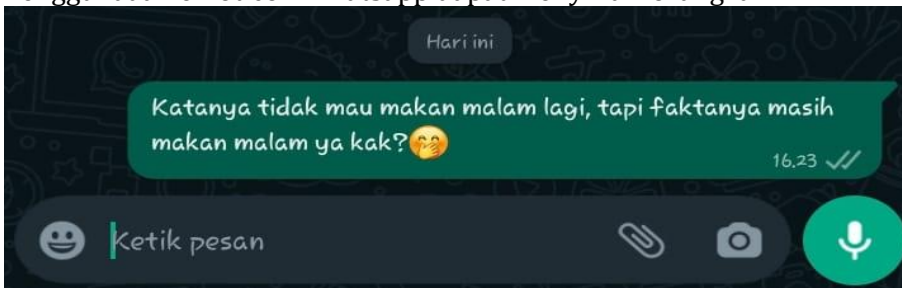 Hari ini
Katanya tidak mau makan malam lagi, tapi faktanya masih
makan malam ya kak?🤭
16.23
Ketik pesan